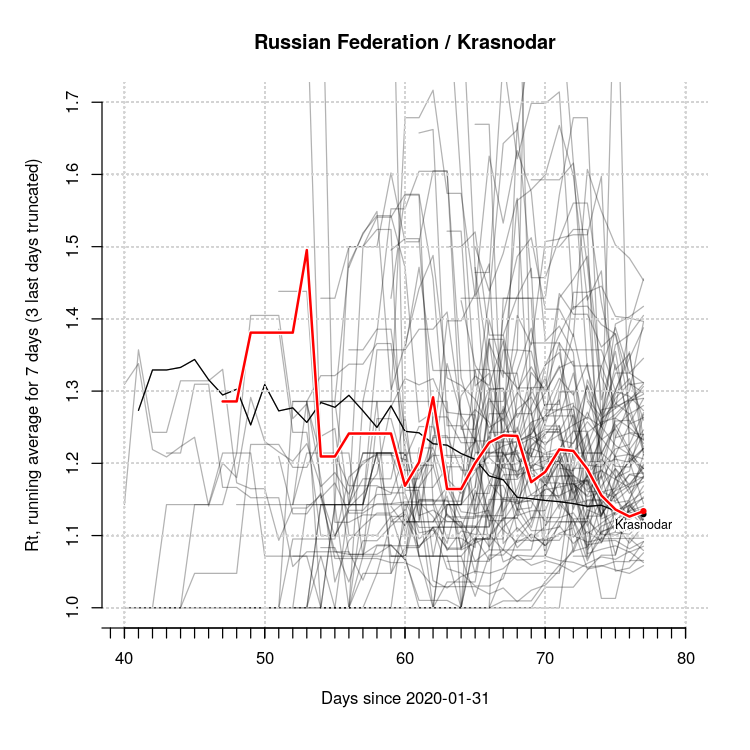 Russian Federation / Krasnodar
Rt, running average for 7 days (3 last days truncated)
1.7
1.6
1.5
1.4
1.3
1.2
1.1
1.0
Krasnodar
40 50 60 70 80
Days since 2020-01-31